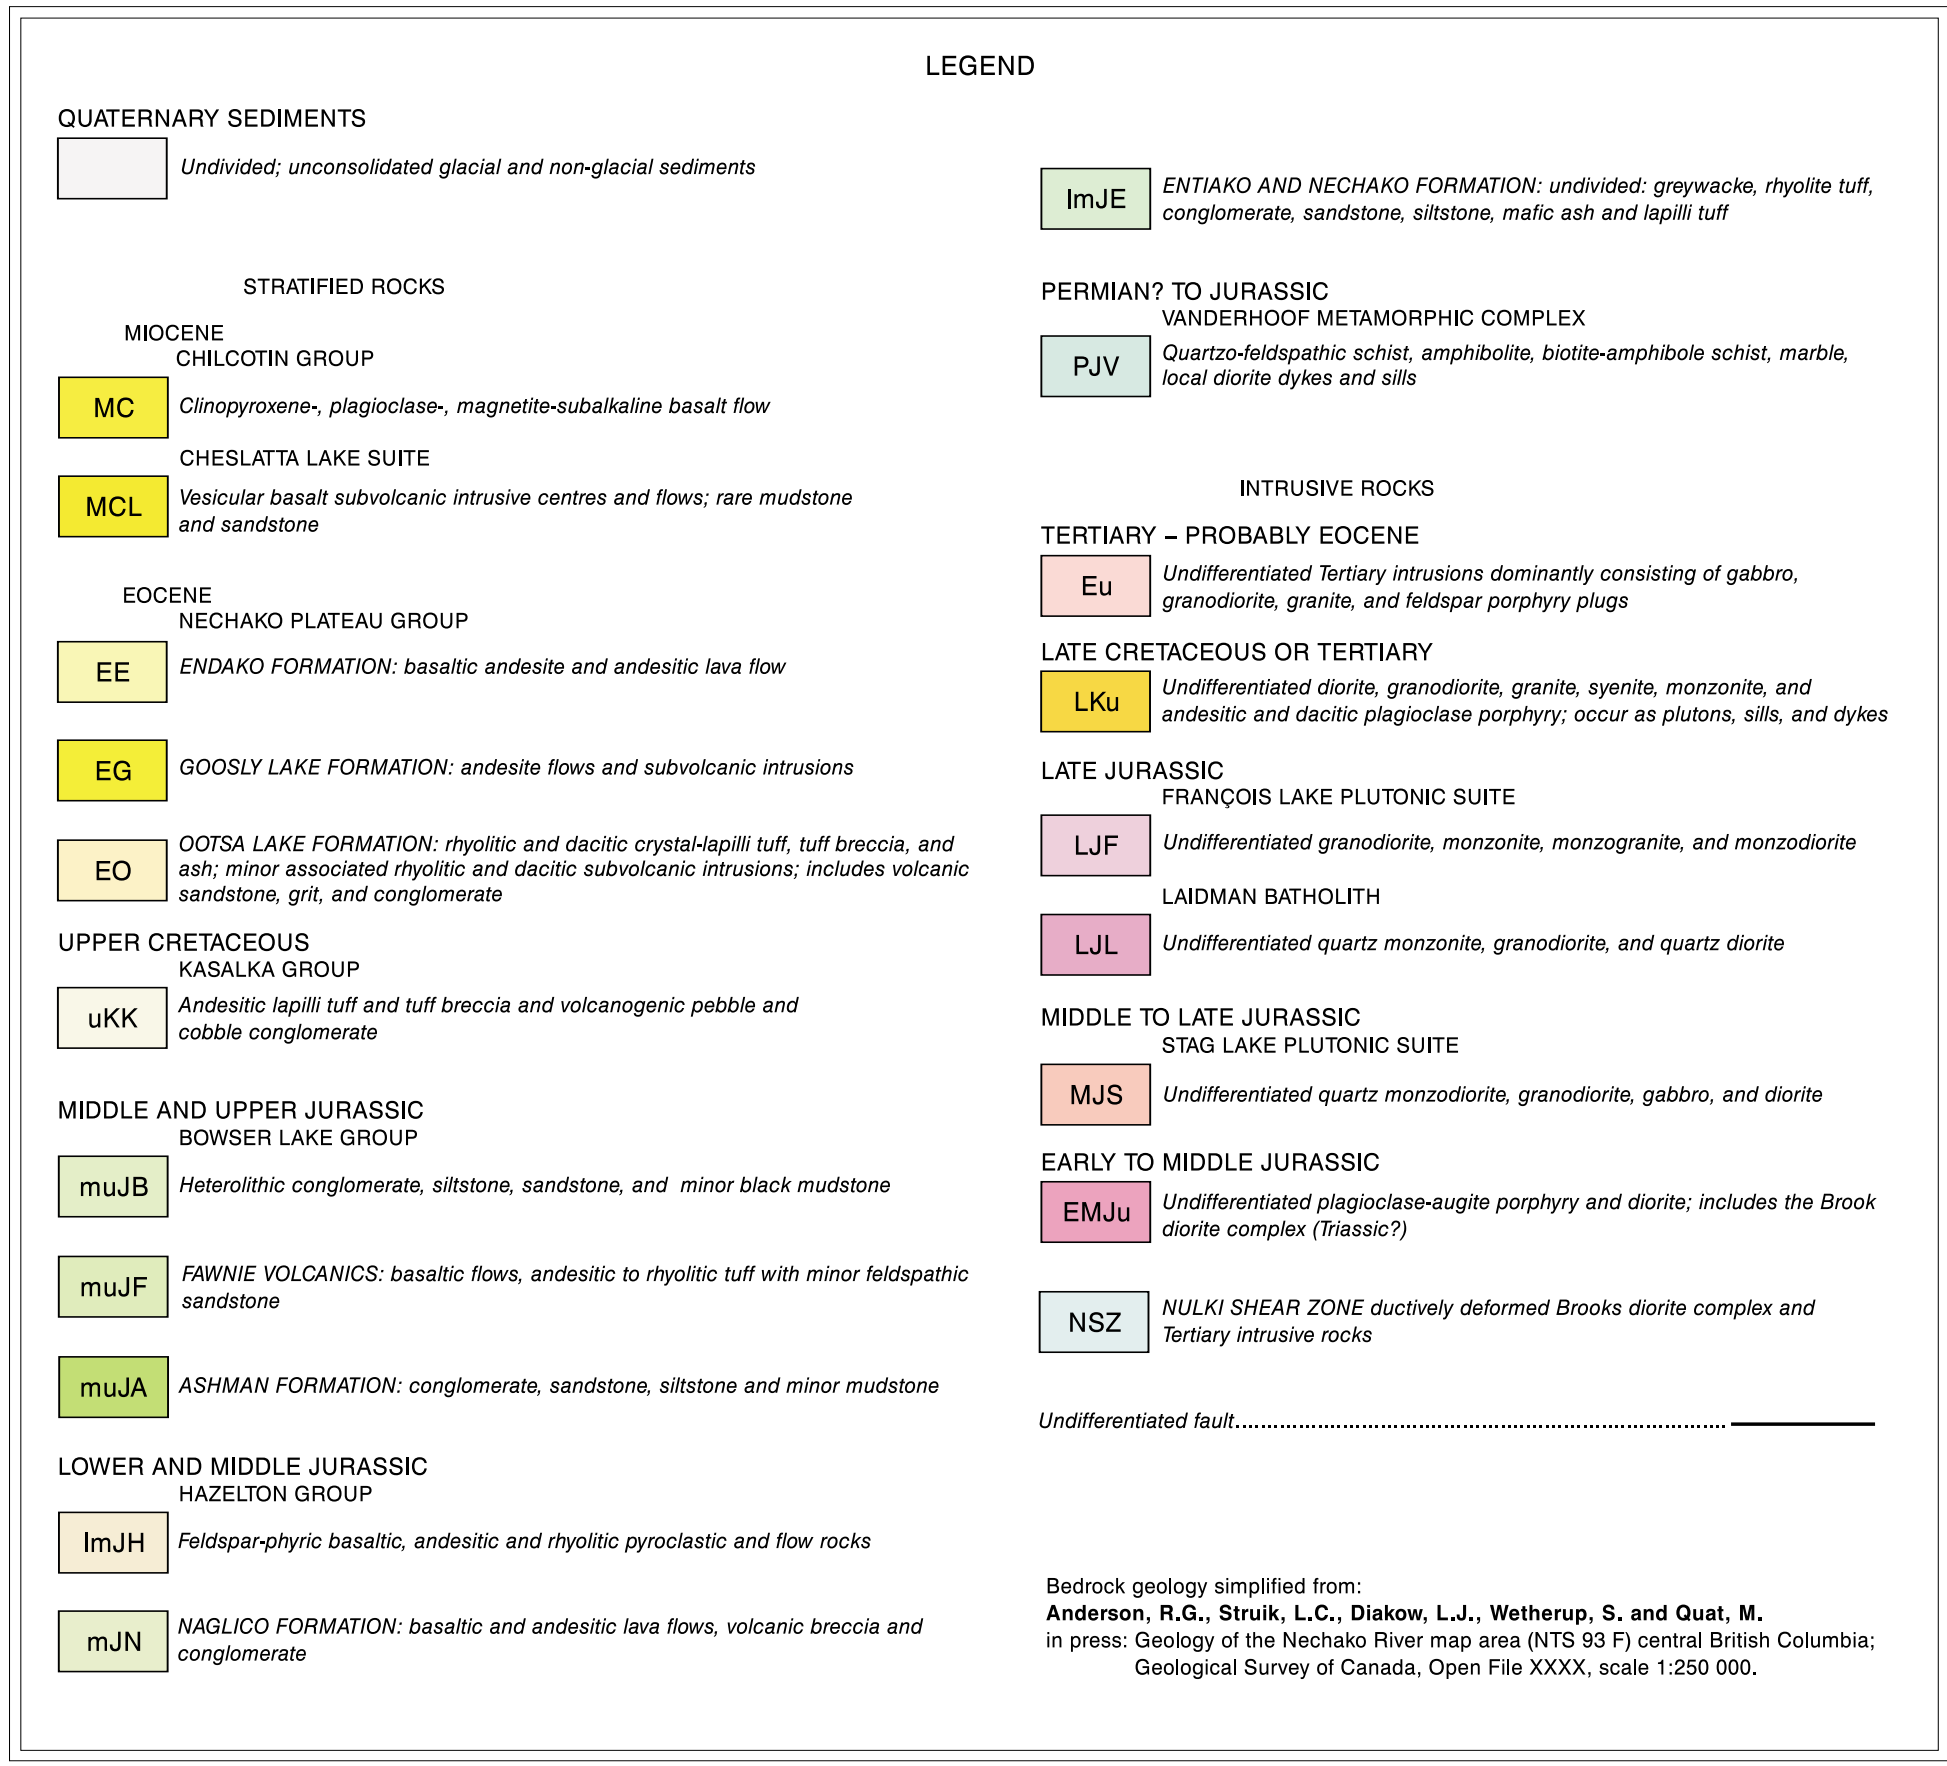 LEGEND
QUATERNARY SEDIMENTS
Undivided; unconsolidated glacial and non-glacial sediments
STRATIFIED ROCKS
MIOCENE
CHILCOTIN GROUP
MC
Clinopyroxene-, plagioclase-, magnetite-subalkaline basalt flow
CHESLATTA LAKE SUITE
MCL
Vesicular basalt subvolcanic intrusive centres and flows; rare mudstone
and sandstone
EOCENE
NECHAKO PLATEAU GROUP
EE
ENDAKO FORMATION: basaltic andesite and andesitic lava flow
EG
GOOSLY LAKE FORMATION: andesite flows and subvolcanic intrusions
EO
OOTSA LAKE FORMATION: rhyolitic and dacitic crystal-lapilli tuff, tuff breccia, and
ash; minor associated rhyolitic and dacitic subvolcanic intrusions; includes volcanic
sandstone, grit, and conglomerate
UPPER CRETACEOUS
KASALKA GROUP
uKK
Andesitic lapilli tuff and tuff breccia and volcanogenic pebble and
cobble conglomerate
MIDDLE AND UPPER JURASSIC
BOWSER LAKE GROUP
muJB
Heterolithic conglomerate, siltstone, sandstone, and minor black mudstone
muJF
FAWNIE VOLCANICS: basaltic flows, andesitic to rhyolitic tuff with minor feldspathic
sandstone
muJA
ASHMAN FORMATION: conglomerate, sandstone, siltstone and minor mudstone
LOWER AND MIDDLE JURASSIC
HAZELTON GROUP
lmJH
Feldspar-phyric basaltic, andesitic and rhyolitic pyroclastic and flow rocks
mJN
NAGLICO FORMATION: basaltic and andesitic lava flows, volcanic breccia and
conglomerate
lmJE
ENTIAKO AND NECHAKO FORMATION: undivided: greywacke, rhyolite tuff,
conglomerate, sandstone, siltstone, mafic ash and lapilli tuff
PERMIAN? TO JURASSIC
VANDERHOOF METAMORPHIC COMPLEX
PJV
Quartzo-feldspathic schist, amphibolite, biotite-amphibole schist, marble,
local diorite dykes and sills
INTRUSIVE ROCKS
TERTIARY – PROBABLY EOCENE
Eu
Undifferentiated Tertiary intrusions dominantly consisting of gabbro,
granodiorite, granite, and feldspar porphyry plugs
LATE CRETACEOUS OR TERTIARY
LKu
Undifferentiated diorite, granodiorite, granite, syenite, monzonite, and
andesitic and dacitic plagioclase porphyry; occur as plutons, sills, and dykes
LATE JURASSIC
FRANÇOIS LAKE PLUTONIC SUITE
LJF
Undifferentiated granodiorite, monzonite, monzogranite, and monzodiorite
LAIDMAN BATHOLITH
LJL
Undifferentiated quartz monzonite, granodiorite, and quartz diorite
MIDDLE TO LATE JURASSIC
STAG LAKE PLUTONIC SUITE
MJS
Undifferentiated quartz monzodiorite, granodiorite, gabbro, and diorite
EARLY TO MIDDLE JURASSIC
EMJu
Undifferentiated plagioclase-augite porphyry and diorite; includes the Brook
diorite complex (Triassic?)
NSZ
NULKI SHEAR ZONE ductively deformed Brooks diorite complex and
Tertiary intrusive rocks
Undifferentiated fault
Bedrock geology simplified from:
Anderson, R.G., Struik, L.C., Diakow, L.J., Wetherup, S. and Quat, M.
in press: Geology of the Nechako River map area (NTS 93 F) central British Columbia;
Geological Survey of Canada, Open File XXXX, scale 1:250 000.